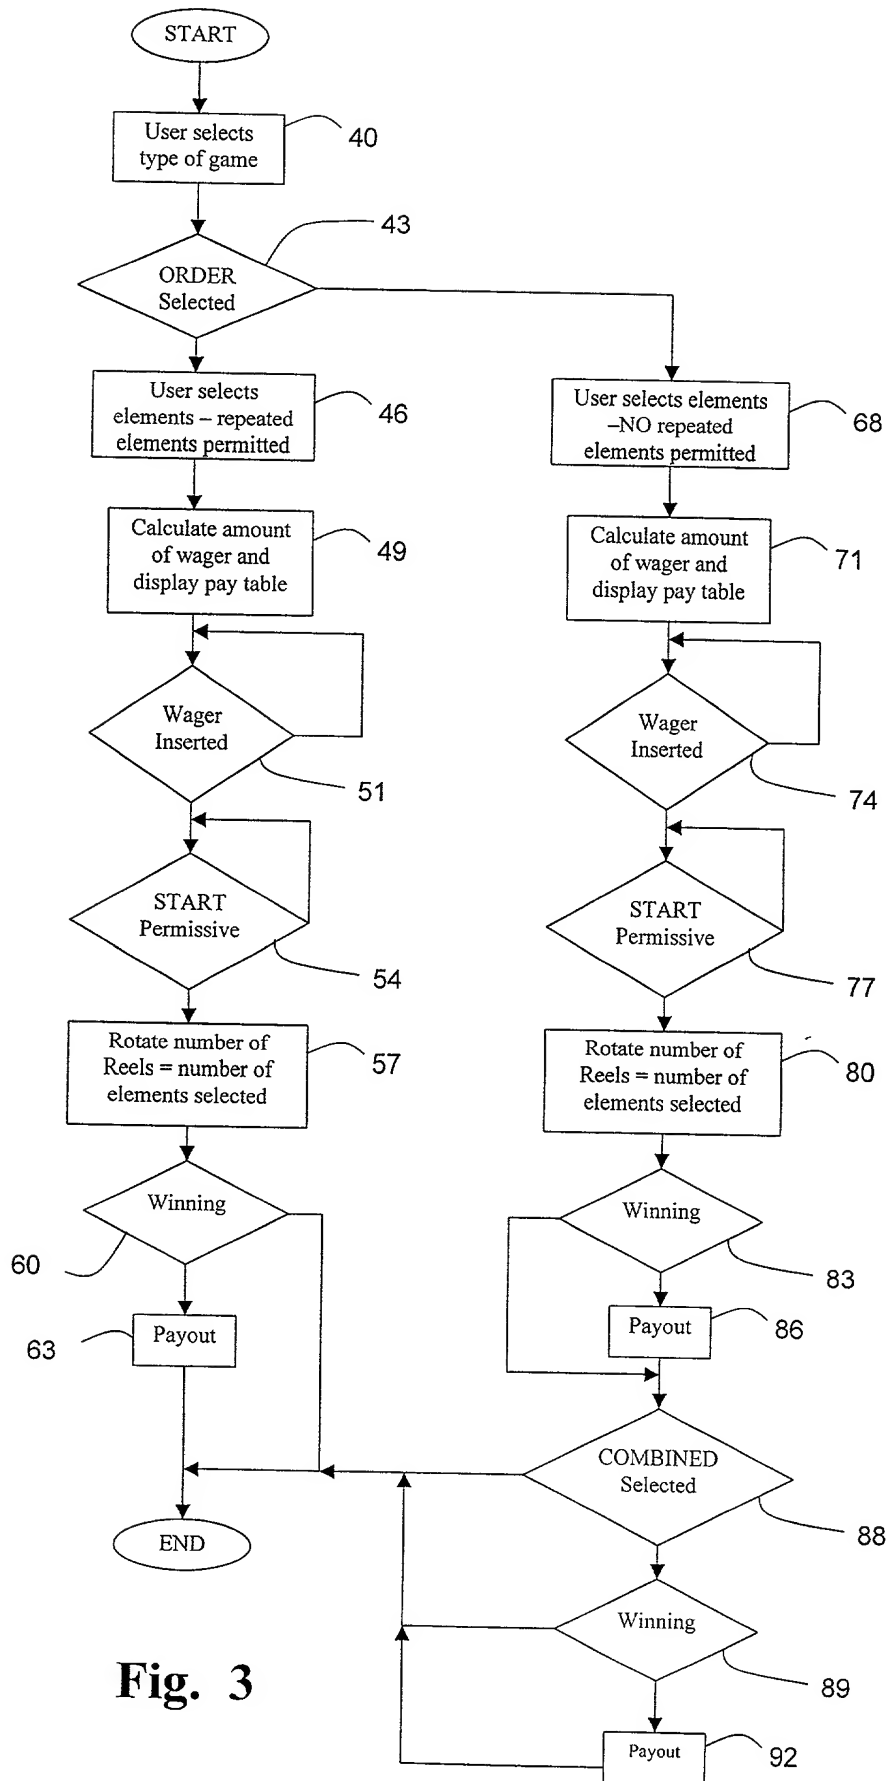 START
User selects
type of game
40
43
ORDER
Selected
User selects
elements – repeated
elements permitted
46
User selects elements
–NO repeated
elements permitted
68
Calculate amount
of wager and
display pay table
49
Calculate amount
of wager and
display pay table
71
Wager
Inserted
51
Wager
Inserted
74
START
Permissive
54
START
Permissive
77
Rotate number of
Reels = number of
elements selected
57
Rotate number of
Reels = number of
elements selected
80
Winning
60
Winning
83
Payout
63
Payout
86
COMBINED
Selected
88
END
Winning
89
Payout
92
Fig. 3